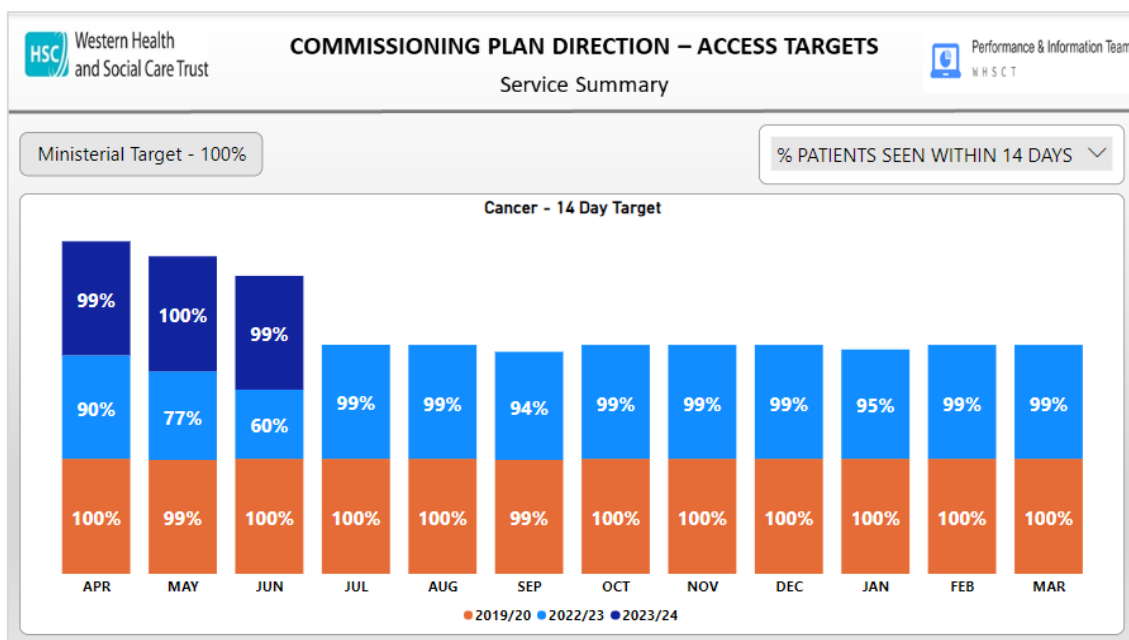 HSC
Western Health
and Social Care Trust
COMMISSIONING PLAN DIRECTION – ACCESS TARGETS
Service Summary
Performance & Information Team
WHSCT
Ministerial Target - 100%
% PATIENTS SEEN WITHIN 14 DAYS
Cancer - 14 Day Target
99% 100% 99%
90% 77% 60% 99% 99% 94% 99% 99% 99% 95% 99% 99%
100% 99% 100% 100% 100% 99% 100% 100% 100% 100% 100% 100%
APR MAY JUN JUL AUG SEP OCT NOV DEC JAN FEB MAR
2019/20 2022/23 2023/24